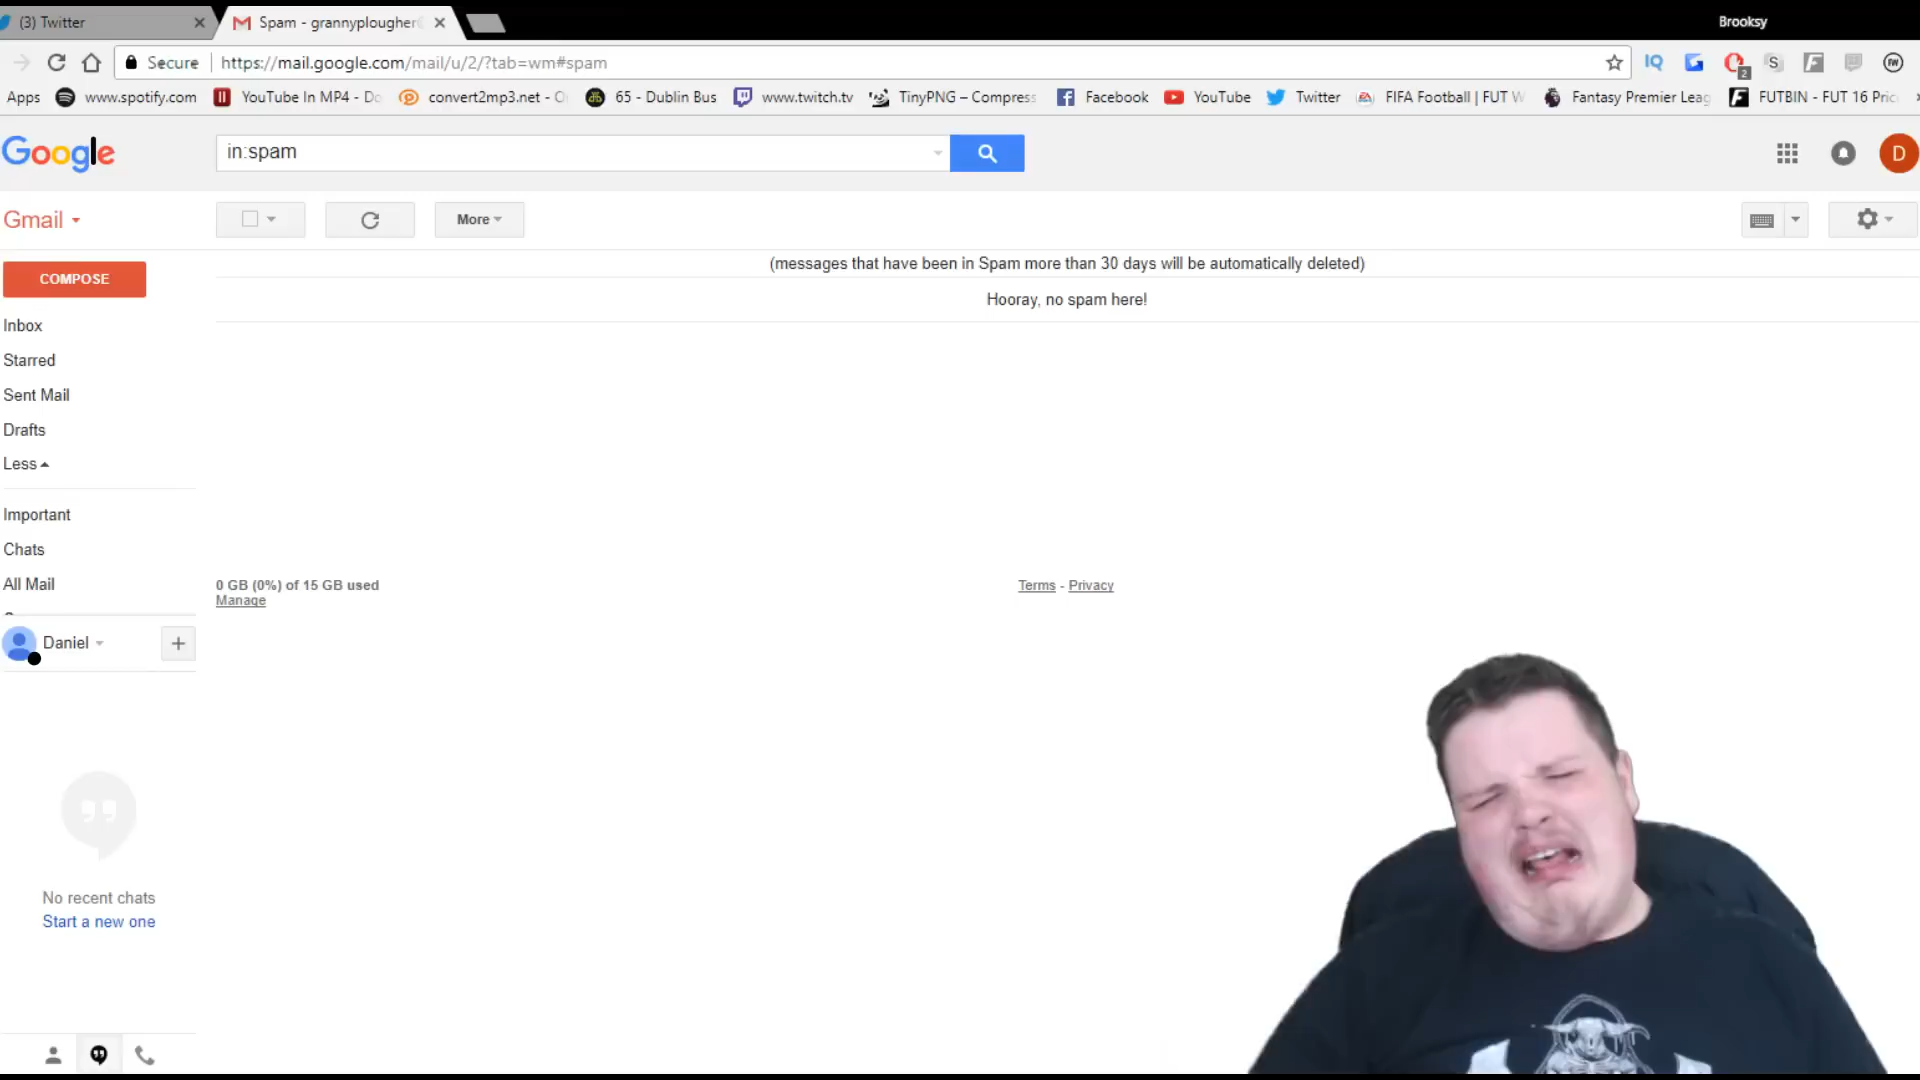 (3) Twitter
Spam - grannyplougher
Brooksy
Secure https://mail.google.com/mail/u/2/?tab=wm#spam
IQ 2 S
Apps www.spotify.com YouTube In MP4 - Do convert2mp3.net - O 65 - Dublin Bus www.twitch.tv TinyPNG – Compress Facebook YouTube Twitter FIFA Football | FUT W Fantasy Premier Leag FUTBIN - FUT 16 Pric
Google
in:spam
D
Gmail
More
(messages that have been in Spam more than 30 days will be automatically deleted)
COMPOSE
Hooray, no spam here!
Inbox
Starred
Sent Mail
Drafts
Less
Important
Chats
All Mail
0 GB (0%) of 15 GB used
Manage
Terms - Privacy
Daniel
No recent chats
Start a new one